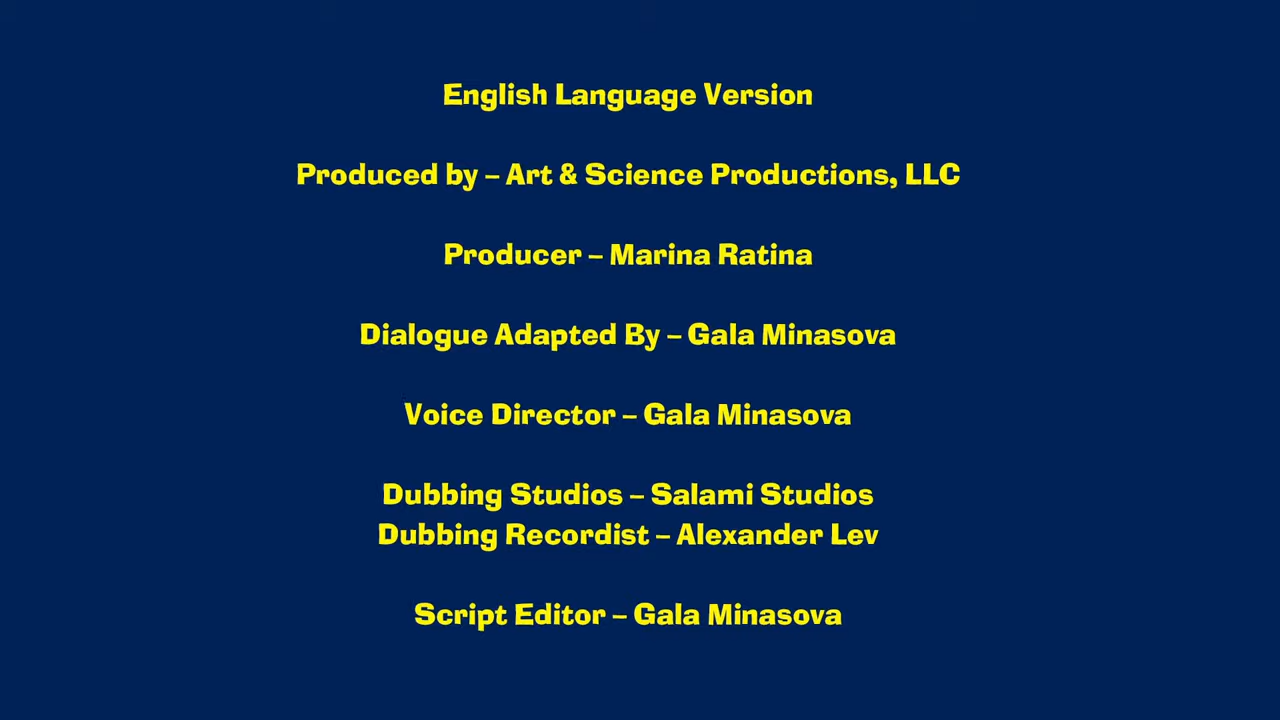 English Language Version
Produced by – Art & Science Productions, LLC
Producer – Marina Ratina
Dialogue Adapted By – Gala Minasova
Voice Director – Gala Minasova
Dubbing Studios – Salami Studios
Dubbing Recordist – Alexander Lev
Script Editor – Gala Minasova